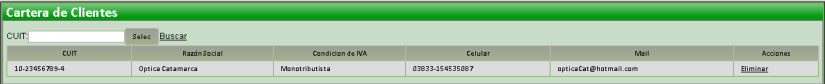 Cartera de Clientes
CUIT: Selec Buscar
CUIT Razón Social Condicion de IVA Celular Mail Acciones
10-23456789-4 Optica Catamarca Monotributista 03833-154535087 opticaCat@hotmail.com Eliminar